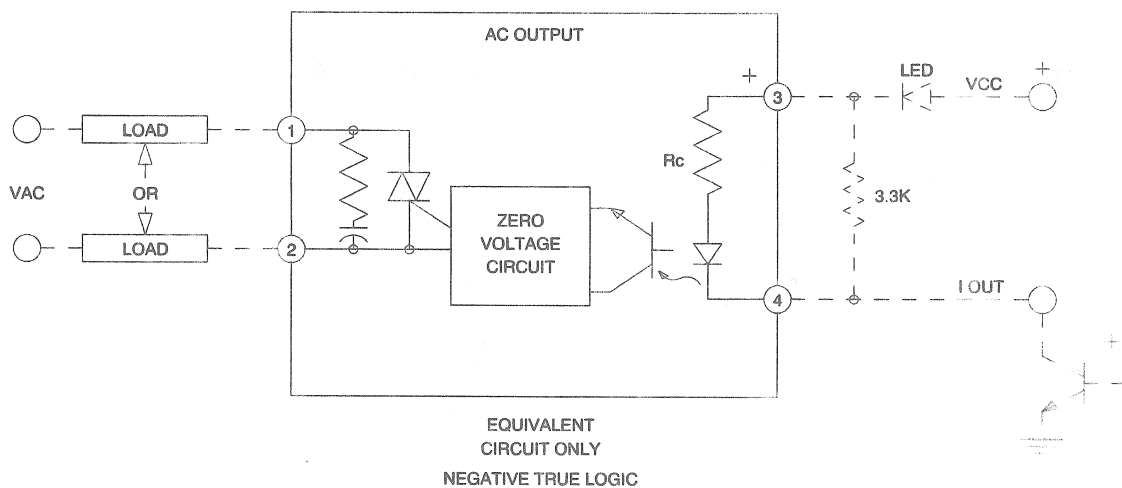 AC OUTPUT
+
3
LED
VCC
+
LOAD
1
Rc
3.3K
VAC
OR
ZERO
VOLTAGE
CIRCUIT
LOAD
2
4
I OUT
+
EQUIVALENT
CIRCUIT ONLY
NEGATIVE TRUE LOGIC